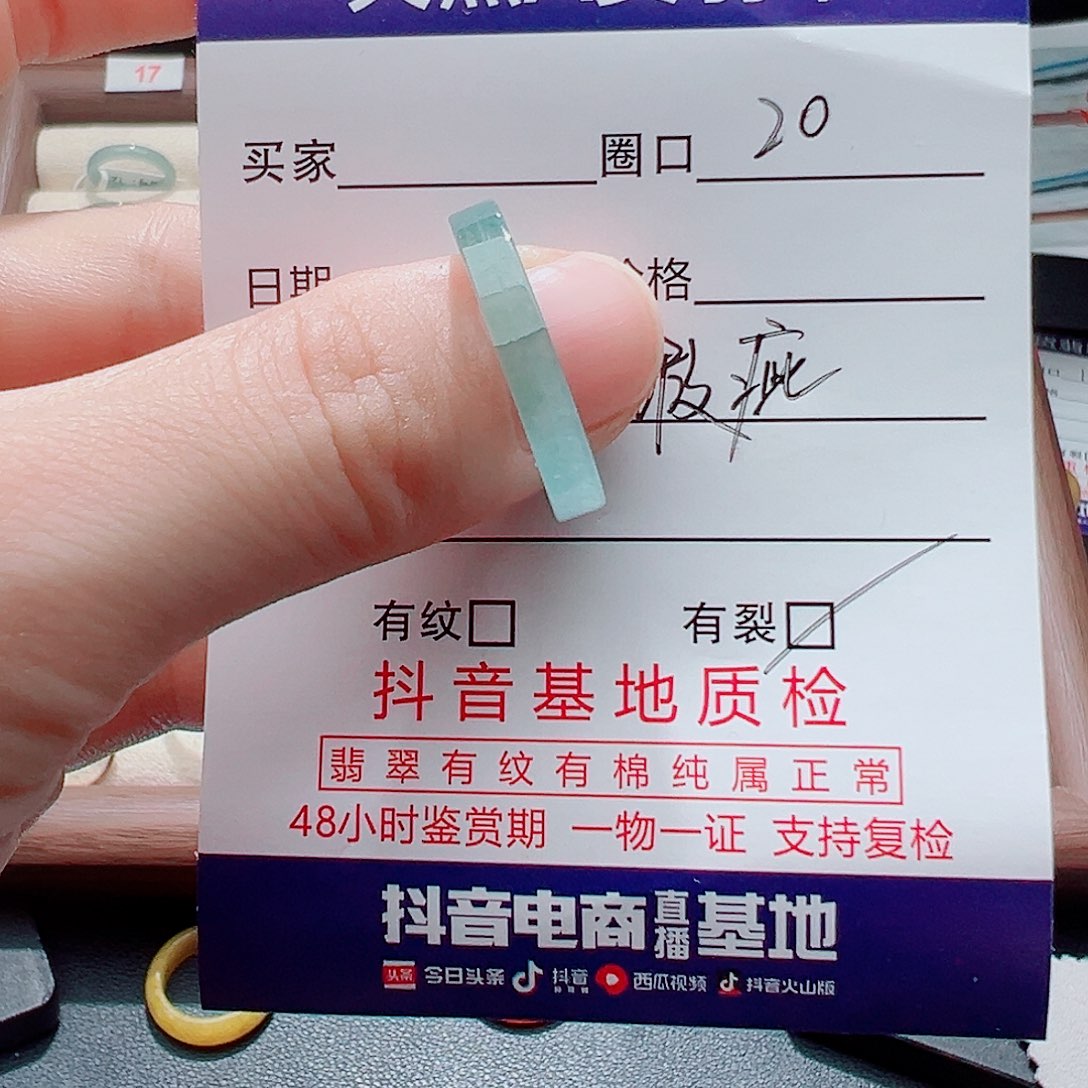 17
买家 圈口 20
日期 格
瑕疵
有纹 有裂
抖音基地质检
翡翠有纹有棉纯属正常
48小时鉴赏期 一物一证 支持复检
抖音电商直播基地
头条 今日头条 抖音 西瓜视频 抖音火山版